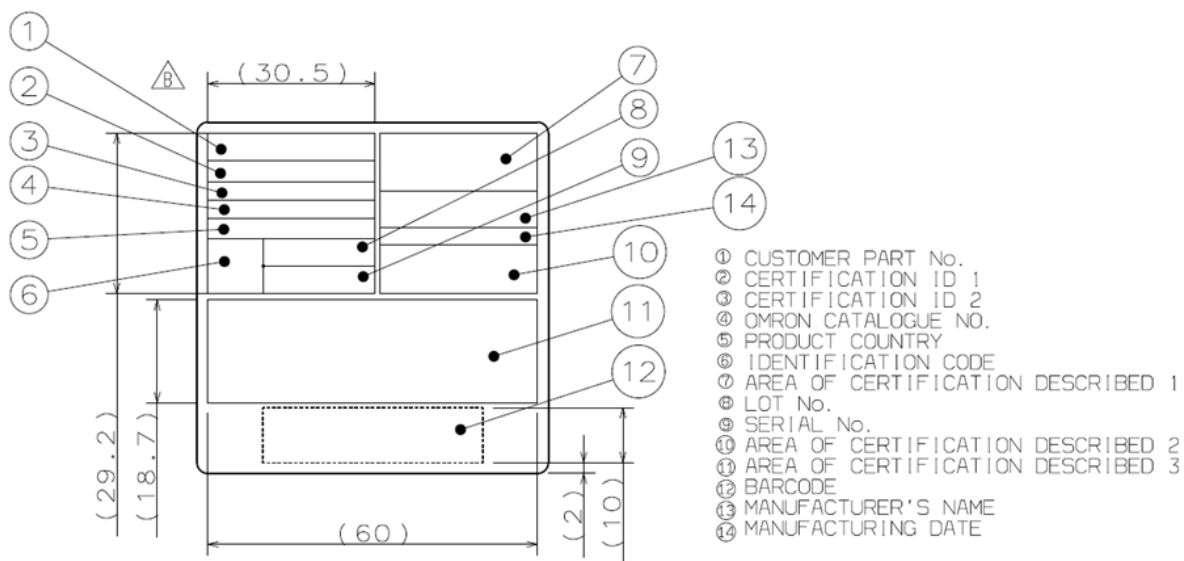 1
B
(30.5)
7
2
8
3
9
13
4
14
5
10
6
11
12
(29.2)
(18.7)
(60)
(2)
(10)
① CUSTOMER PART No.
② CERTIFICATION ID 1
③ CERTIFICATION ID 2
④ OMRON CATALOGUE NO.
⑤ PRODUCT COUNTRY
⑥ IDENTIFICATION CODE
⑦ AREA OF CERTIFICATION DESCRIBED 1
⑧ LOT No.
⑨ SERIAL No.
⑩ AREA OF CERTIFICATION DESCRIBED 2
⑪ AREA OF CERTIFICATION DESCRIBED 3
⑫ BARCODE
⑬ MANUFACTURER'S NAME
⑭ MANUFACTURING DATE